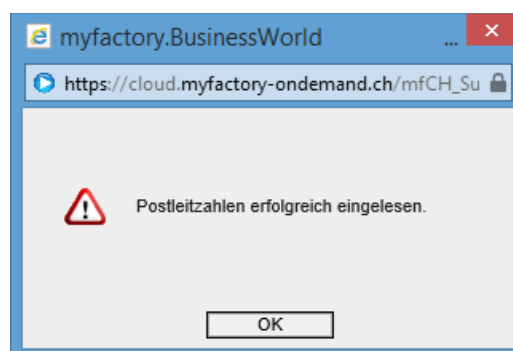 myfactory.BusinessWorld ...
https://cloud.myfactory-ondemand.ch/mfCH_Su
Postleitzahlen erfolgreich eingelesen.
OK